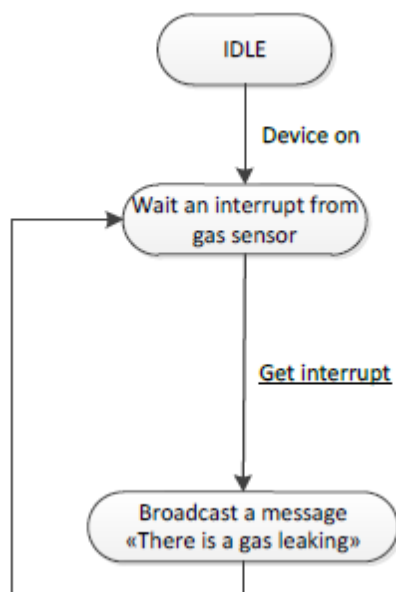 IDLE
Device on
Wait an interrupt from
gas sensor
Get interrupt
Broadcast a message
«There is a gas leaking»